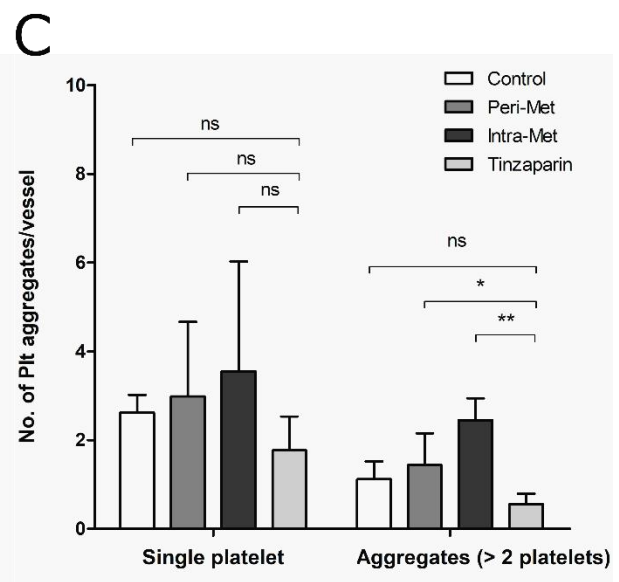 C
No. of Plt aggregates/vessel
10
8
6
4
2
0
Control
Peri-Met
Intra-Met
Tinzaparin
ns
ns
ns
ns
*
**
Single platelet
Aggregates (> 2 platelets)